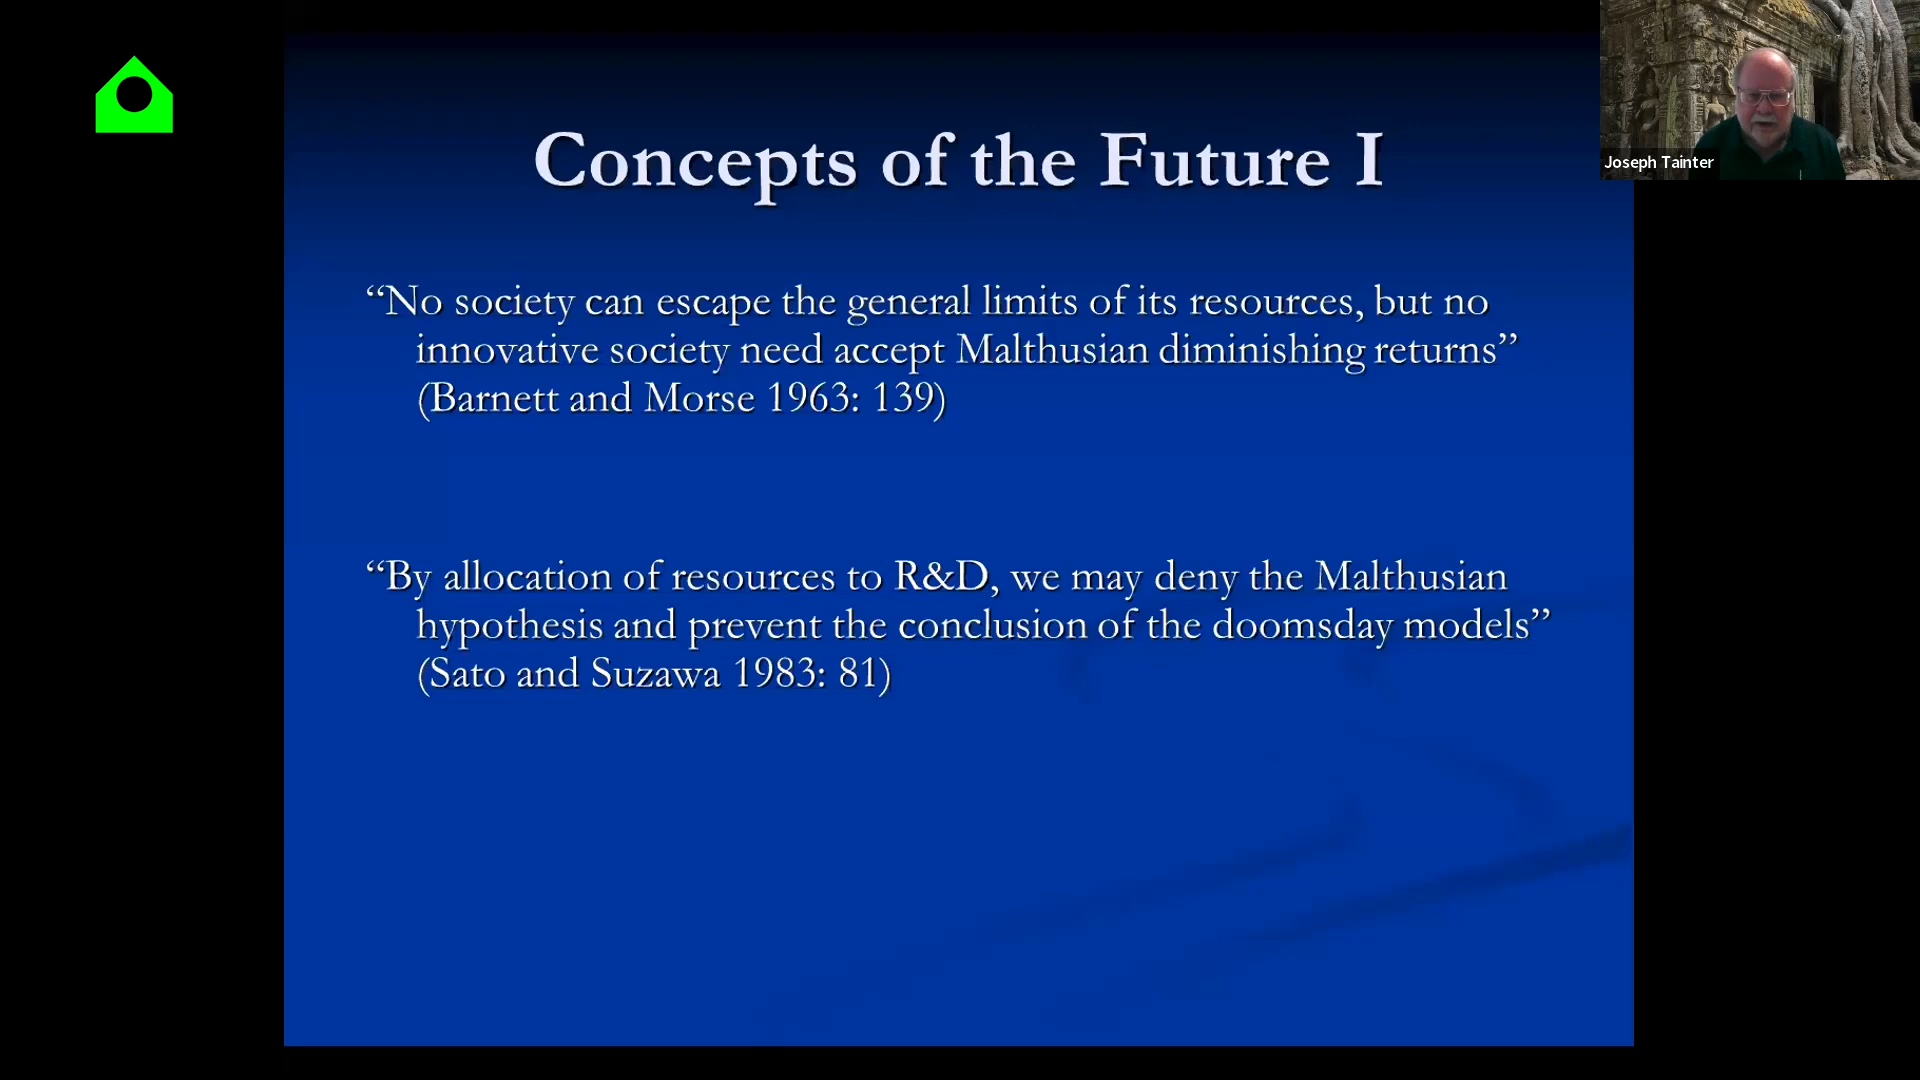 Joseph Tainter
Concepts of the Future I
“No society can escape the general limits of its resources, but no
innovative society need accept Malthusian diminishing returns”
(Barnett and Morse 1963: 139)
“By allocation of resources to R&D, we may deny the Malthusian
hypothesis and prevent the conclusion of the doomsday models”
(Sato and Suzawa 1983: 81)